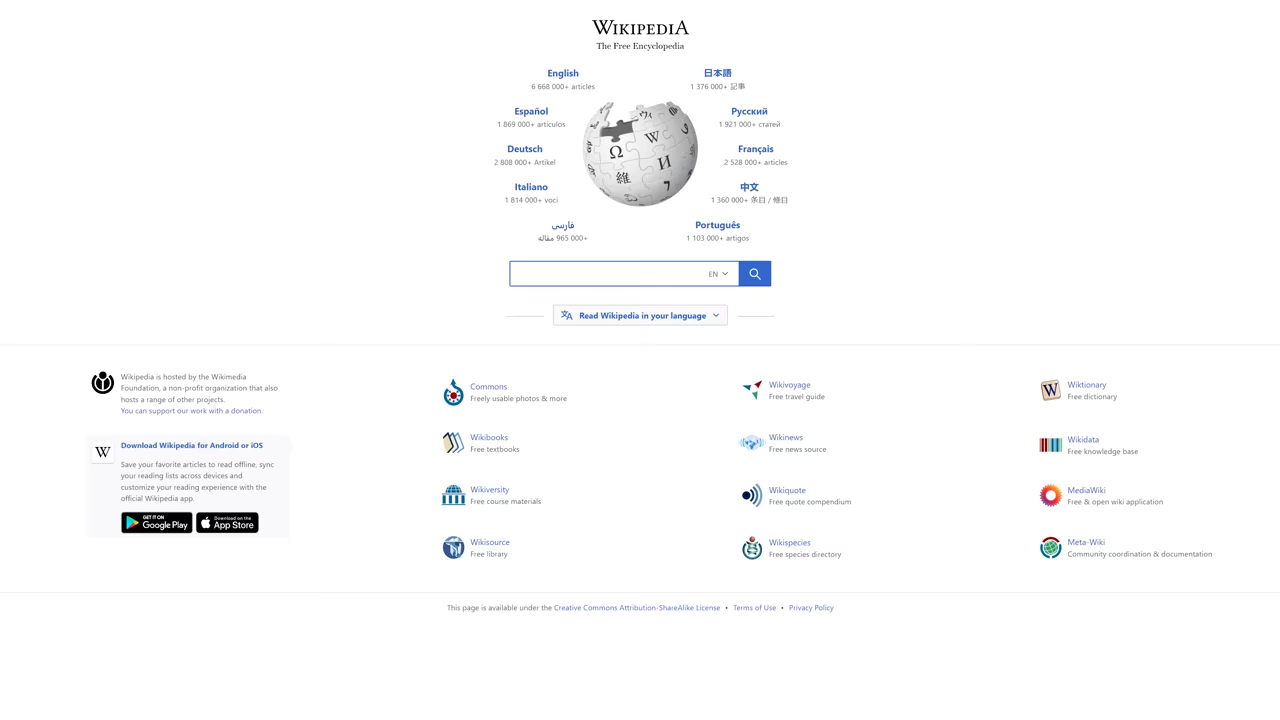 WIKIPEDIA
The Free Encyclopedia
English
6 668 000+ articles
日本語
1 376 000+ 記事
Español
1 869 000+ artículos
Русский
1 921 000+ статей
Deutsch
2 808 000+ Artikel
Français
2 528 000+ articles
Italiano
1 814 000+ voci
中文
1 360 000+ 条目 / 條目
فارسی
۹۶۵ 000+ مقاله
Português
1 103 000+ artigos
Ω
W
И
維
7
EN
Read Wikipedia in your language
Wikipedia is hosted by the Wikimedia
Foundation, a non-profit organization that also
hosts a range of other projects.
You can support our work with a donation.
W
Download Wikipedia for Android or iOS
Save your favorite articles to read offline, sync
your reading lists across devices and
customize your reading experience with the
official Wikipedia app.
GET IT ON
Google Play
Download on the
App Store
Commons
Freely usable photos & more
Wikivoyage
Free travel guide
W
Wiktionary
Free dictionary
Wikibooks
Free textbooks
Wikinews
Free news source
Wikidata
Free knowledge base
Wikiversity
Free course materials
Wikiquote
Free quote compendium
MediaWiki
Free & open wiki application
Wikisource
Free library
Wikispecies
Free species directory
Meta-Wiki
Community coordination & documentation
This page is available under the Creative Commons Attribution-ShareAlike License • Terms of Use • Privacy Policy